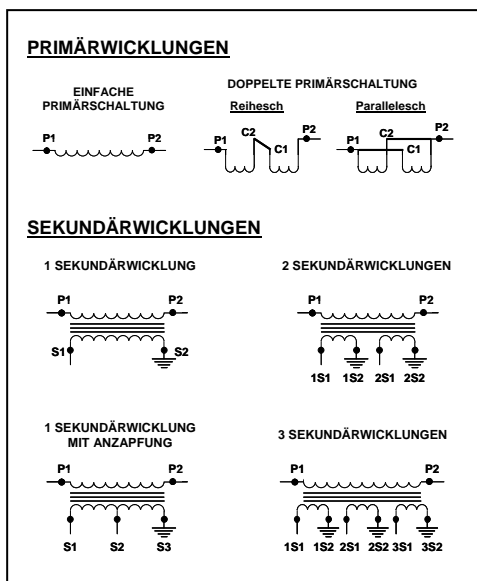 PRIMÄRWICKLUNGEN
EINFACHE
PRIMÄRSCHALTUNG
P1 P2
DOPPELTE PRIMÄRSCHALTUNG
Reihesch
P1 C2 C1 P2
Parallelesch
P1 C2 C1 P2
SEKUNDÄRWICKLUNGEN
1 SEKUNDÄRWICKLUNG
P1 P2
S1 S2
2 SEKUNDÄRWICKLUNGEN
P1 P2
1S1 1S2 2S1 2S2
1 SEKUNDÄRWICKLUNG
MIT ANZAPFUNG
P1 P2
S1 S2 S3
3 SEKUNDÄRWICKLUNGEN
P1 P2
1S1 1S2 2S1 2S2 3S1 3S2